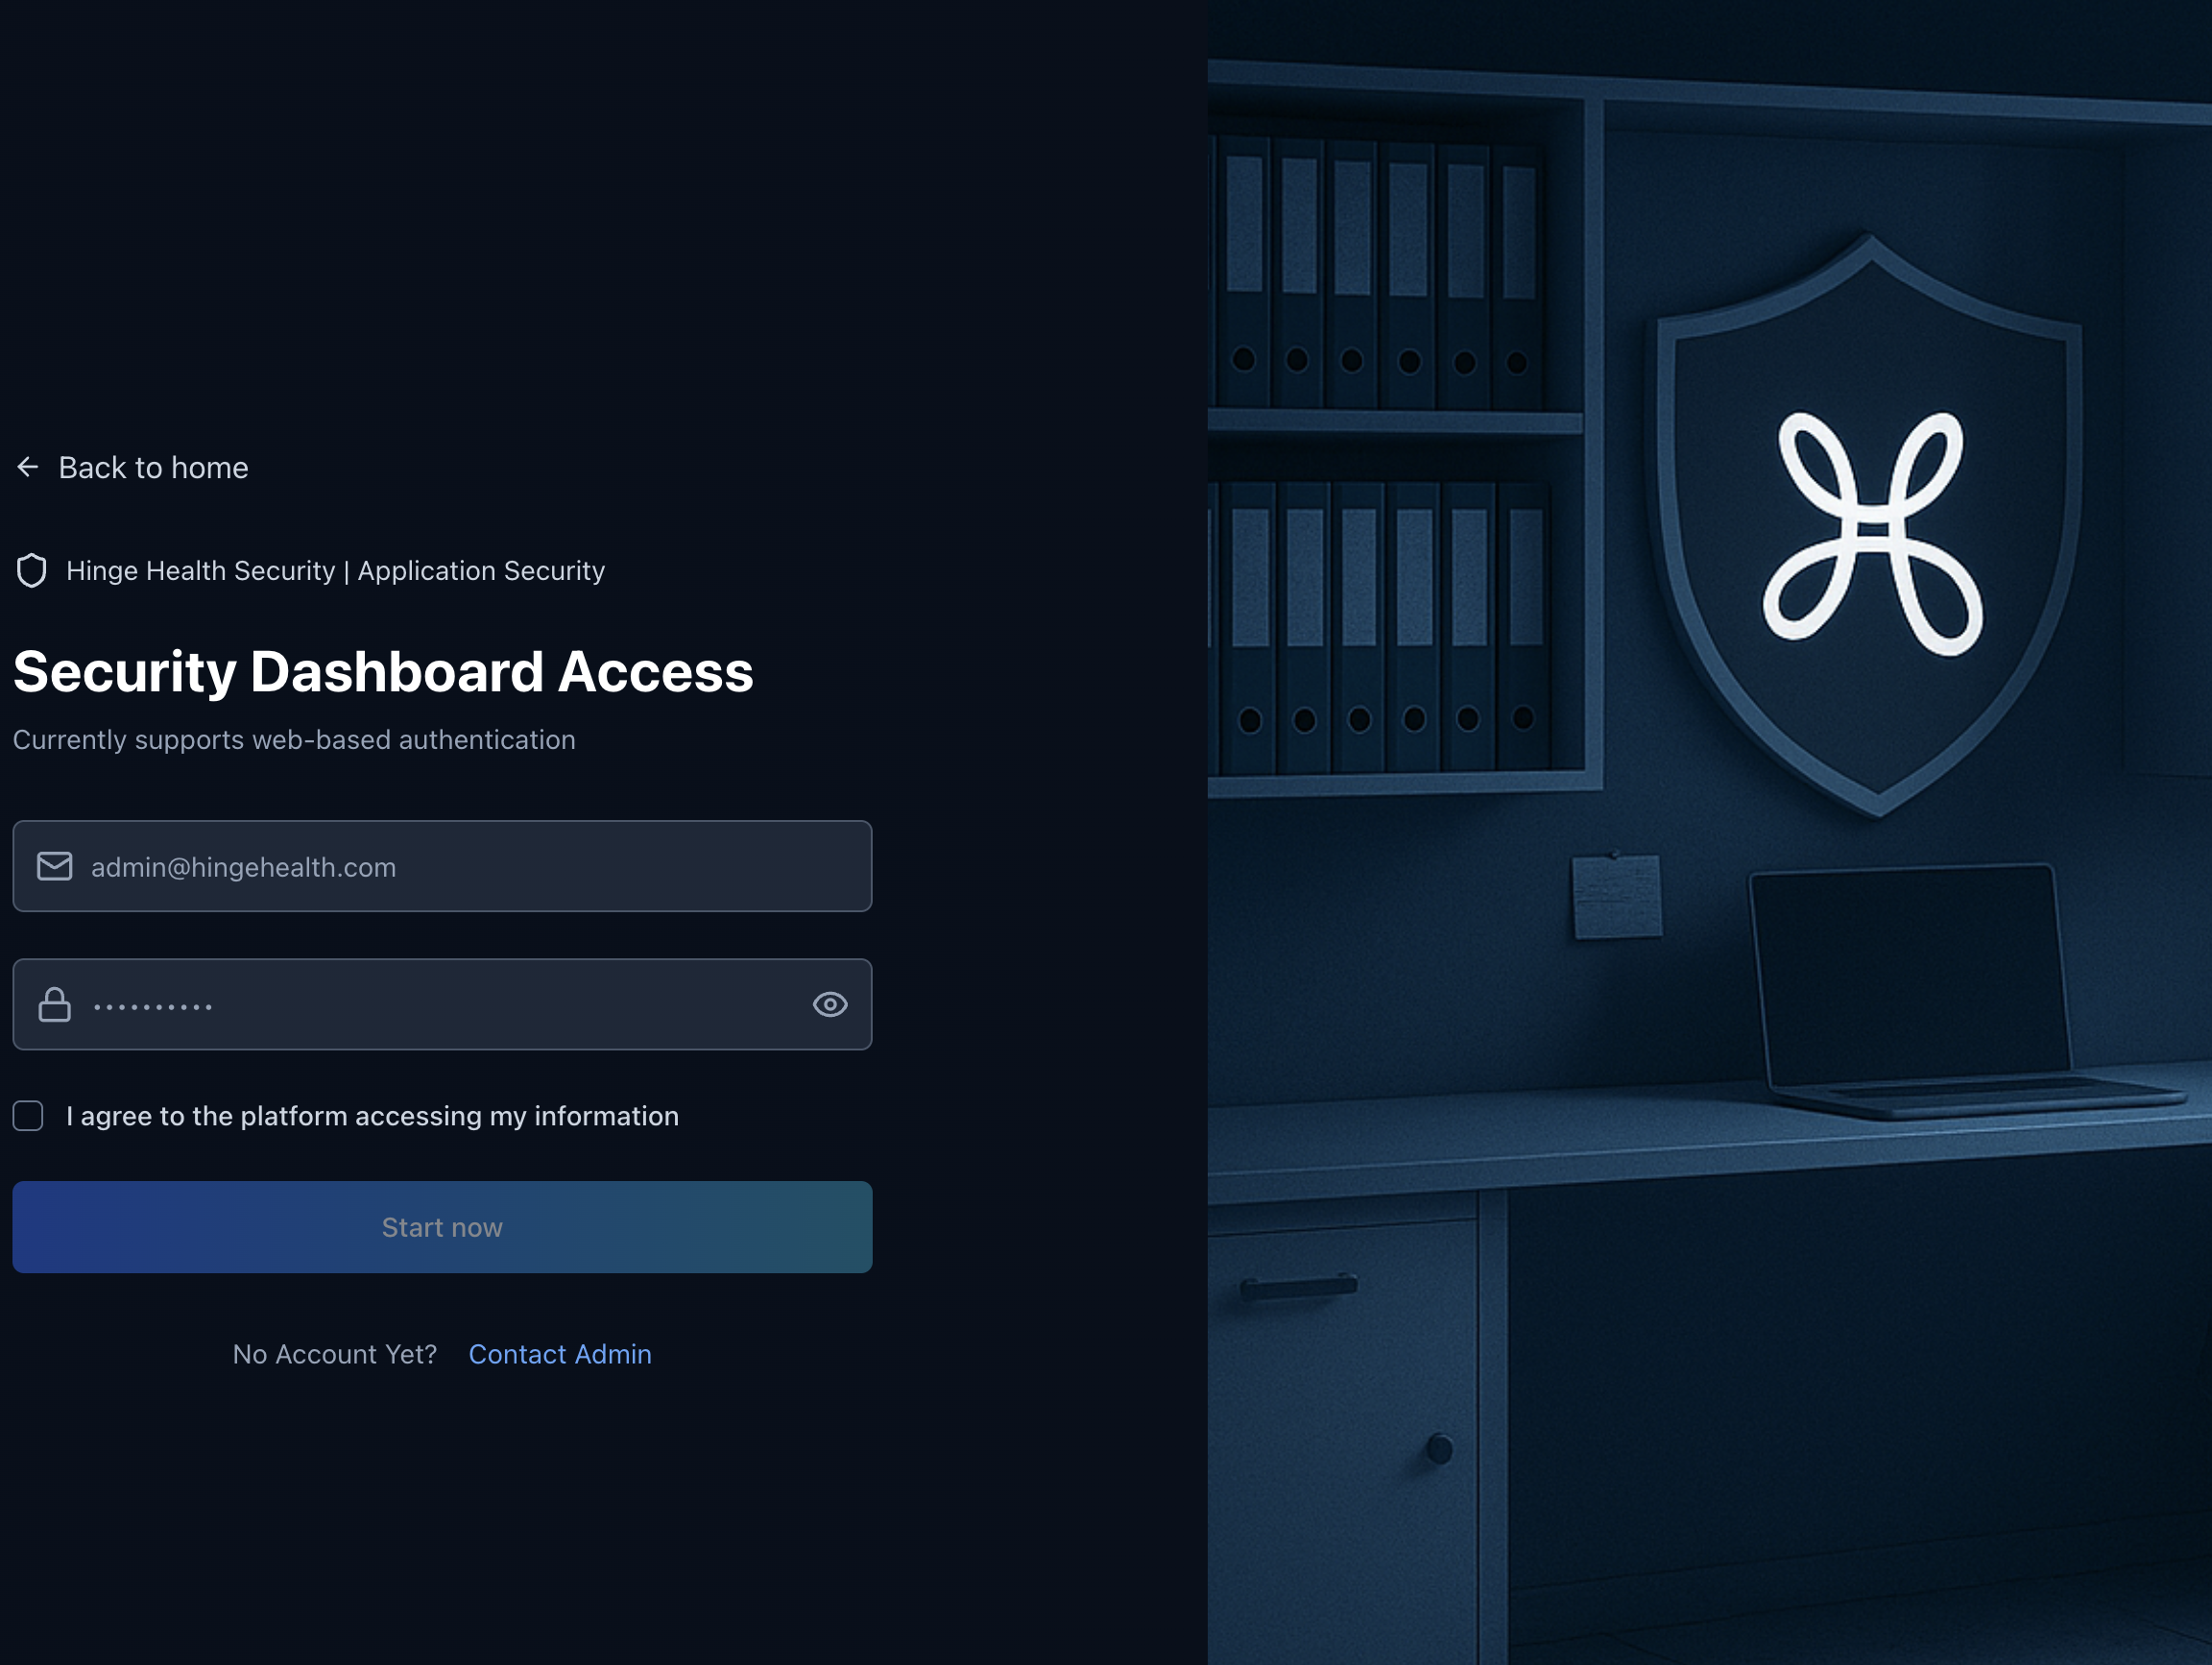 Back to home
Hinge Health Security | Application Security
Security Dashboard Access
Currently supports web-based authentication
admin@hingehealth.com
••••••••••
I agree to the platform accessing my information
Start now
No Account Yet? Contact Admin